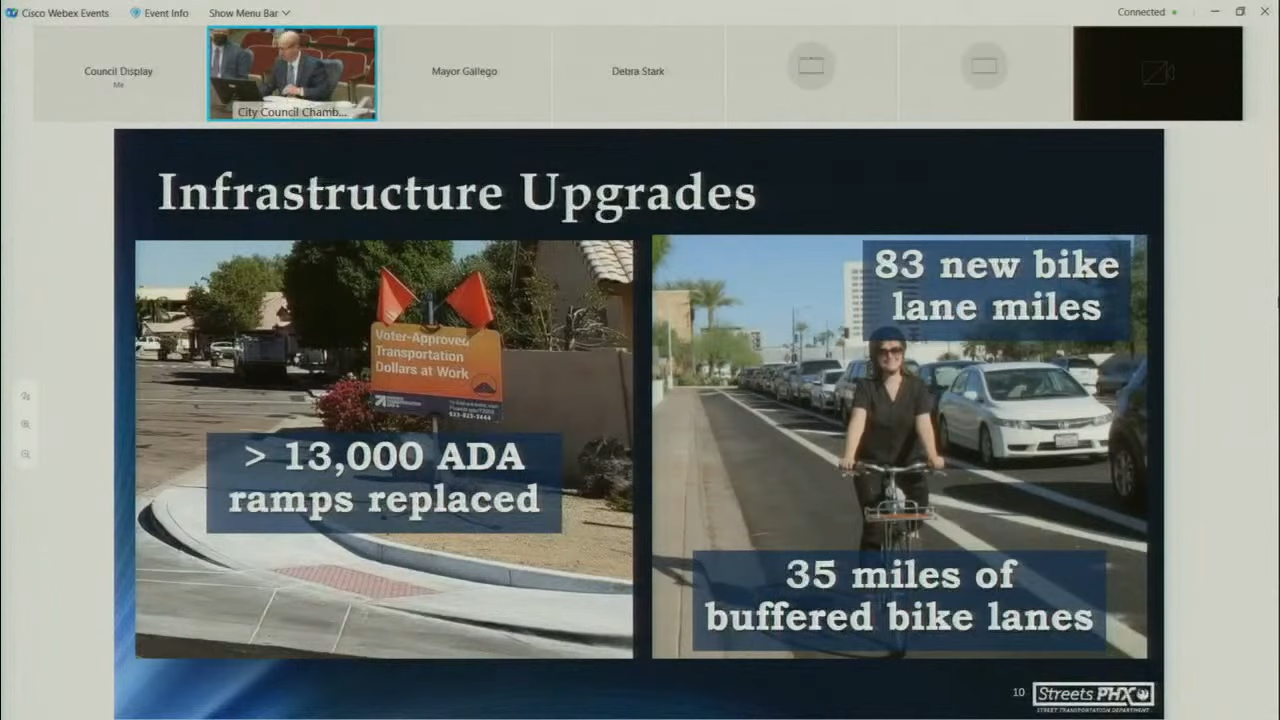 Cisco Webex Events
Event Info
Show Menu Bar
Connected
Council Display
Me
City Council Chamb...
Mayor Gallego
Debra Stark
Infrastructure Upgrades
Voter-Approved
Transportation
Dollars at Work
> 13,000 ADA
ramps replaced
83 new bike
lane miles
35 miles of
buffered bike lanes
10
Streets PHX
STREET TRANSPORTATION DEPARTMENT